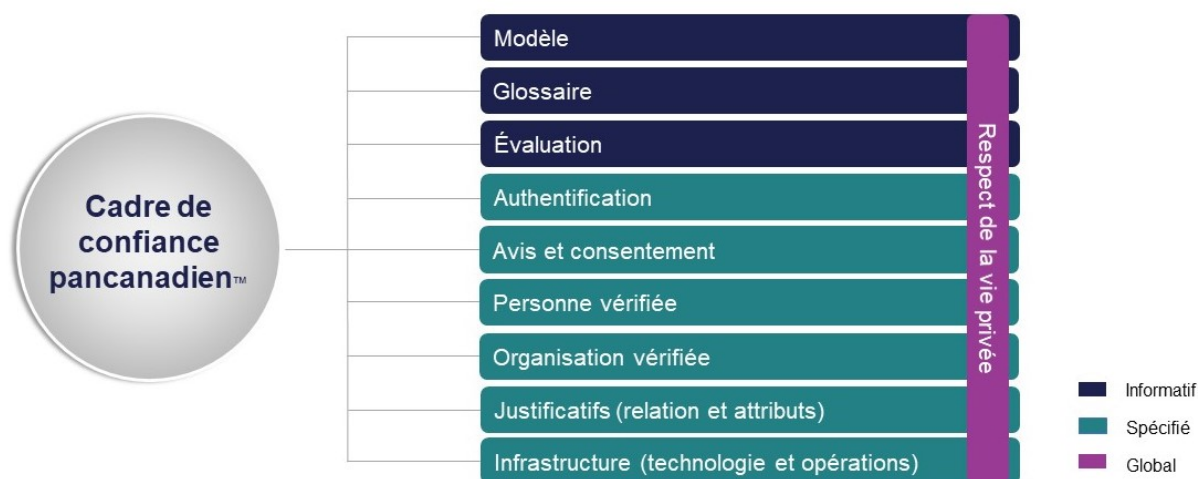 Cadre de
confiance
pancanadien™
Modèle
Glossaire
Évaluation
Authentification
Avis et consentement
Personne vérifiée
Organisation vérifiée
Justificatifs (relation et attributs)
Infrastructure (technologie et opérations)
Respect de la vie privée
Informatif
Spécifié
Global